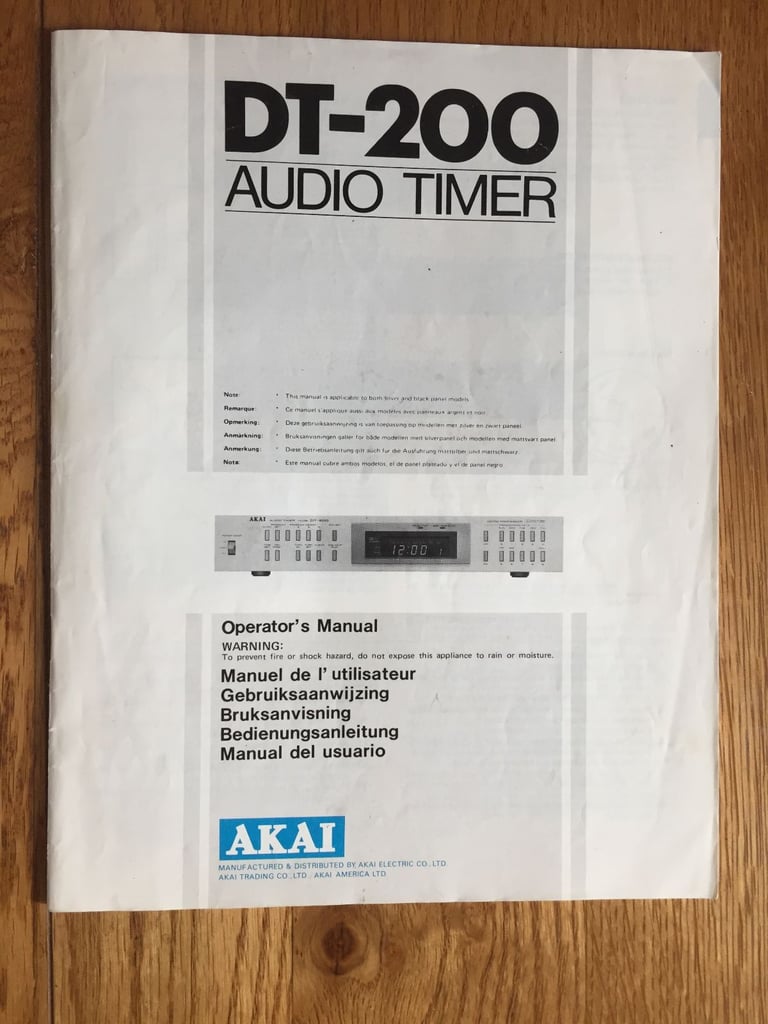 DT-200
AUDIO TIMER
Note: * This manual is applicable to both silver and black panel models.
Remarque: * Ce manuel s'applique aussi aux modèles avec panneaux argent et noir.
Opmerking: * Deze gebruiksaanwijzing is van toepassing op modellen met zilver en zwart paneel.
Anmärkning: * Bruksanvisningen gäller för både modellen med silverpanel och modellen med mattsvart panel.
Anmerkung: * Diese Betriebsanleitung gilt auch für die Ausführung mattsilber und mattschwarz.
Nota: * Este manual cubre ambos modelos, el de panel plateado y el de panel negro.
AKAI AUDIO TIMER
12:00 1
Operator's Manual
WARNING:
To prevent fire or shock hazard, do not expose this appliance to rain or moisture.
Manuel de l'utilisateur
Gebruiksaanwijzing
Bruksanvisning
Bedienungsanleitung
Manual del usuario
AKAI
MANUFACTURED & DISTRIBUTED BY AKAI ELECTRIC CO., LTD.
AKAI TRADING CO., LTD. / AKAI AMERICA LTD.